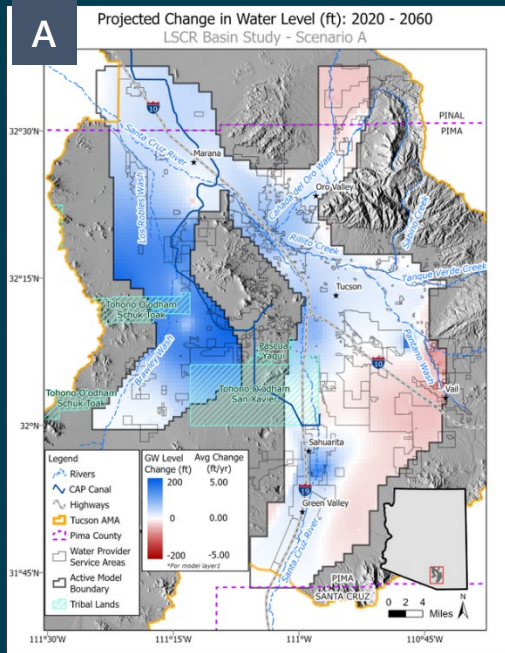 A
Projected Change in Water Level (ft): 2020 - 2060
LSCR Basin Study - Scenario A
10
32°30'N
PINAL
PIMA
Santa Cruz River
Marana
Cañada del Oro Wash
Oro Valley
Los Robles Wash
Sabino Creek
Rillito Creek
32°15'N
Tanque Verde Creek
Tucson
Tohono O'odham
Schuk Toak
Pantano Wash
Pascua
Yaqui
10
Brawley Wash
Vail
Tohono O'odham
Schuk Toak
Tohono O'odham
San Xavier
32°N
Sahuarita
19
Green Valley
Santa Cruz River
Legend
Rivers
CAP Canal
Highways
Tucson AMA
Pima County
Water Provider
Service Areas
Active Model
Boundary
Tribal Lands
GW Level
Change (ft)
Avg Change
(ft/yr)
200
5.00
0
0.00
-200
-5.00
*For model layer1
31°45'N
PIMA
SANTA CRUZ
0 2 4
Miles
N
111°30'W
111°15'W
111°W
110°45'W